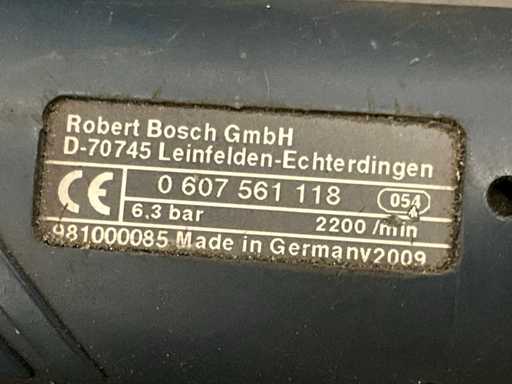 Robert Bosch GmbH
D-70745 Leinfelden-Echterdingen
CE 0 607 561 118 054
6,3 bar 2200 /min
981000085 Made in Germany 2009